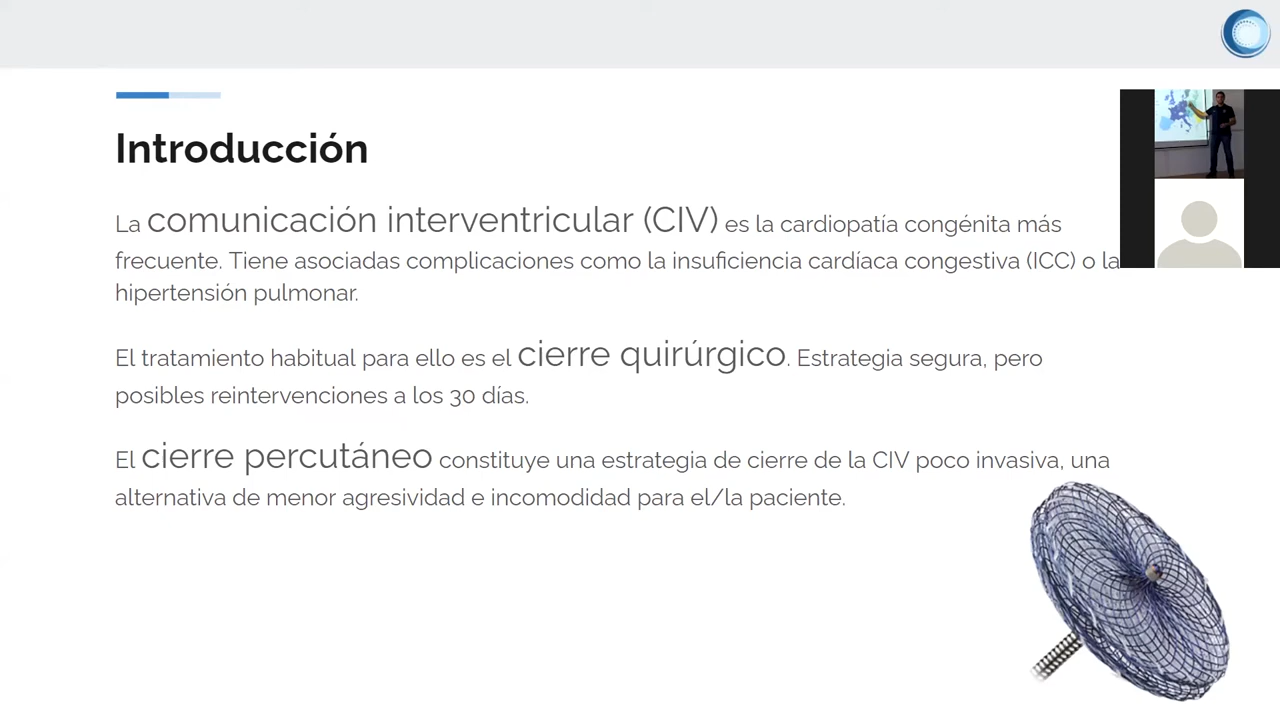 Introducción
La comunicación interventricular (CIV) es la cardiopatía congénita más
frecuente. Tiene asociadas complicaciones como la insuficiencia cardíaca congestiva (ICC) o la
hipertensión pulmonar.
El tratamiento habitual para ello es el cierre quirúrgico. Estrategia segura, pero
posibles reintervenciones a los 30 días.
El cierre percutáneo constituye una estrategia de cierre de la CIV poco invasiva, una
alternativa de menor agresividad e incomodidad para el/la paciente.